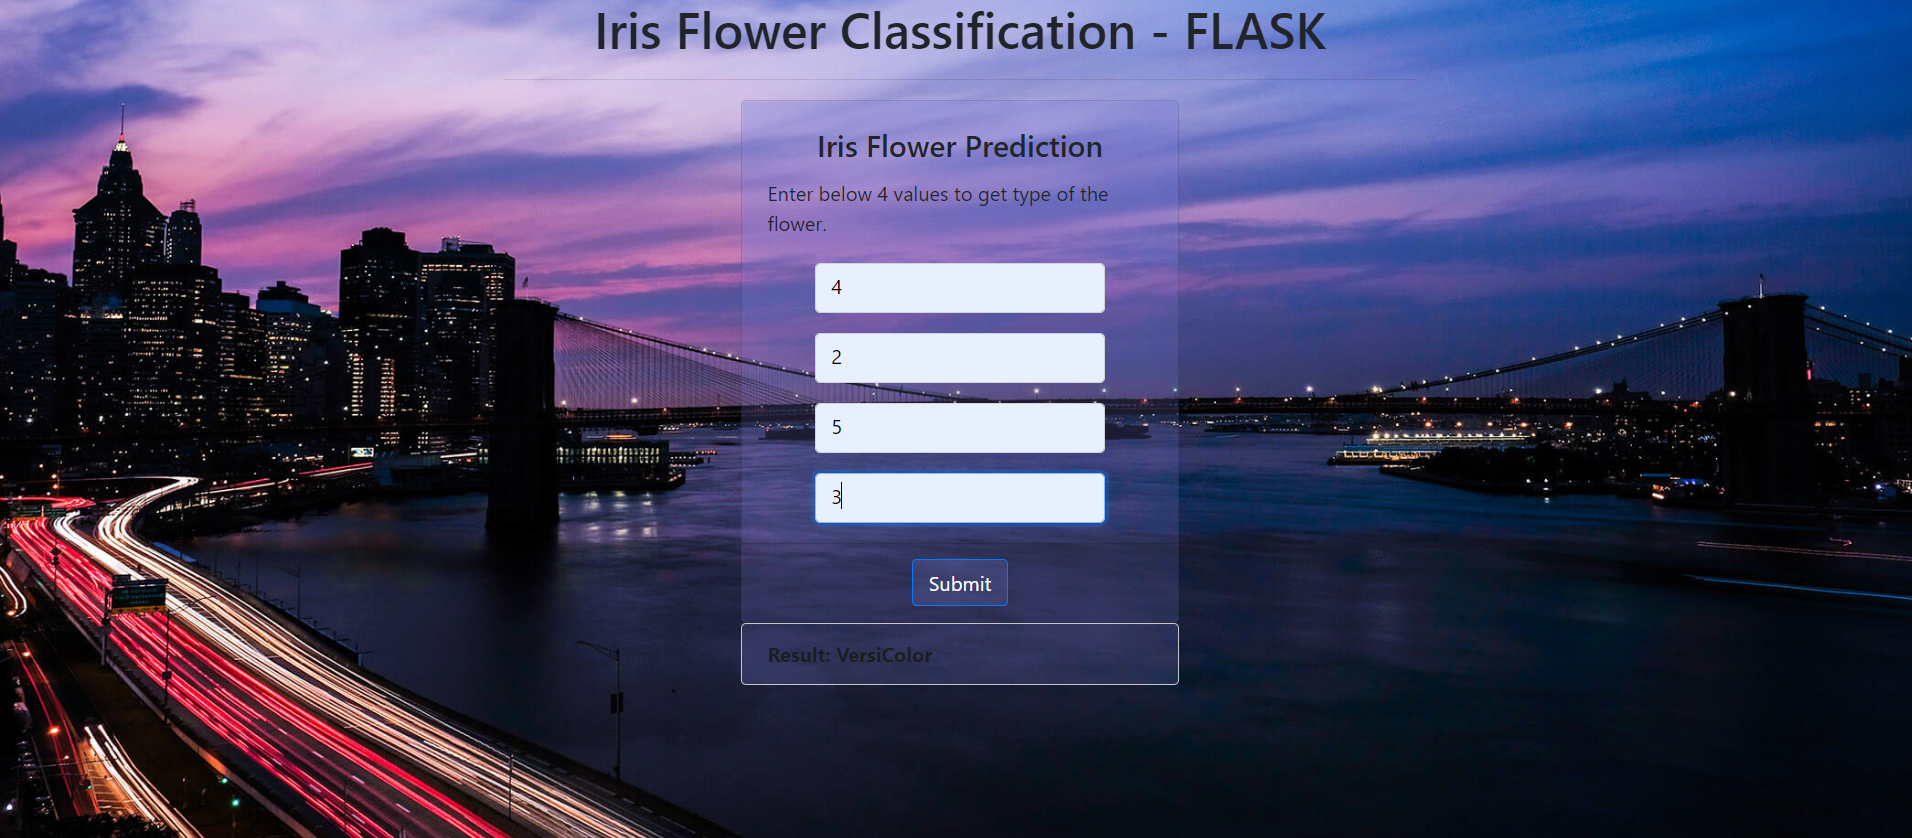 Iris Flower Classification - FLASK
Iris Flower Prediction
Enter below 4 values to get type of the
flower.
4
2
5
3
Submit
Result: VersiColor